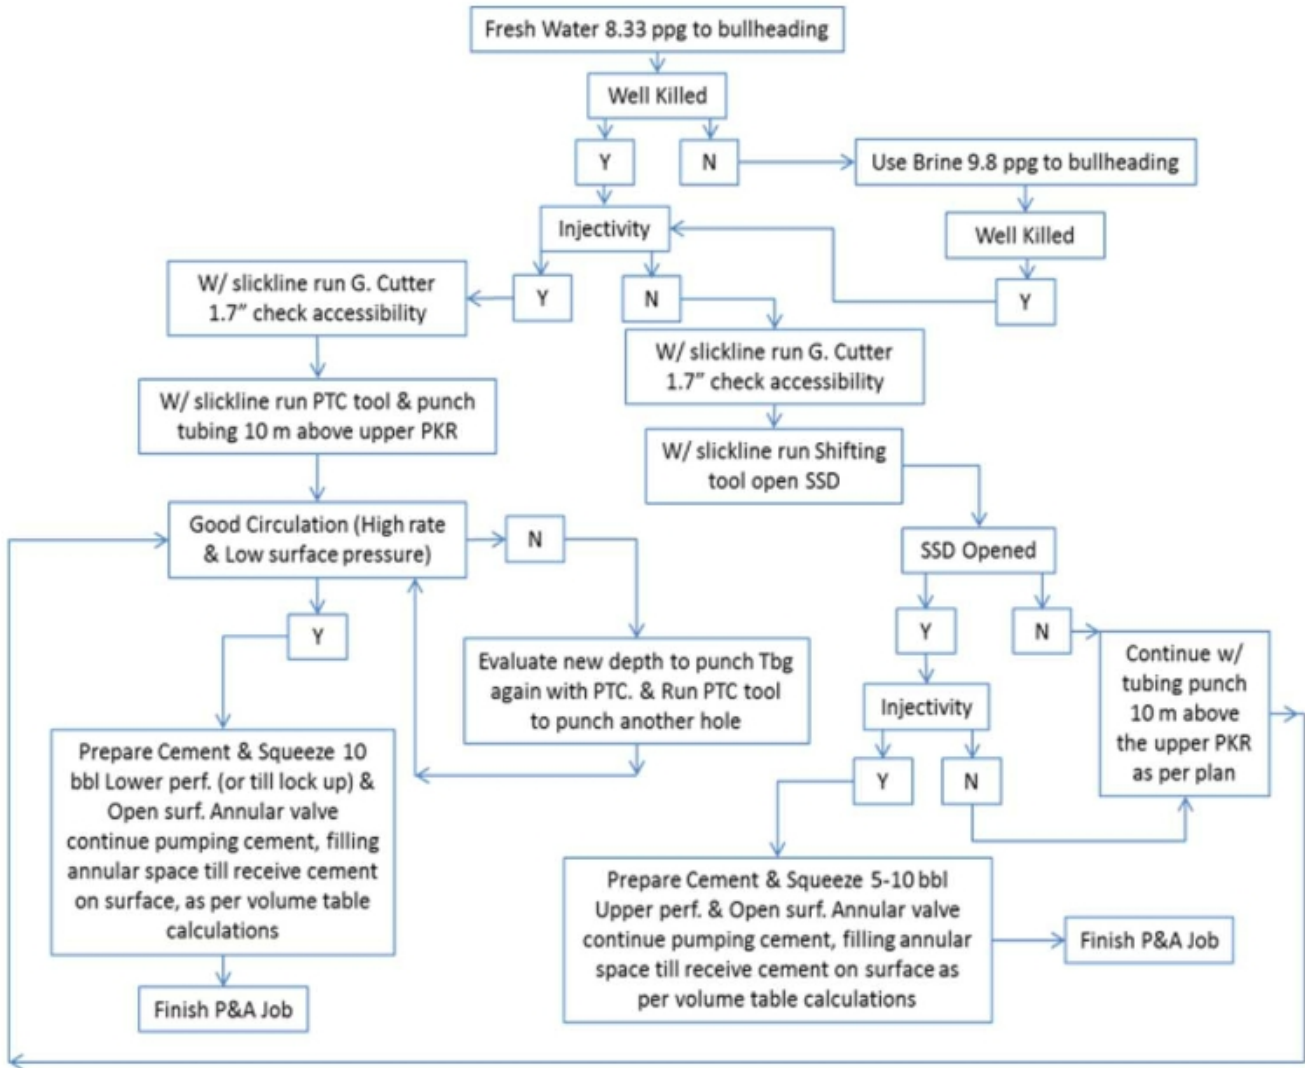 Fresh Water 8.33 ppg to bullheading
Well Killed
Y
N
Use Brine 9.8 ppg to bullheading
Injectivity
Well Killed
Y
N
Y
W/ slickline run G. Cutter
1.7” check accessibility
W/ slickline run G. Cutter
1.7” check accessibility
W/ slickline run PTC tool & punch
tubing 10 m above upper PKR
W/ slickline run Shifting
tool open SSD
Good Circulation (High rate
& Low surface pressure)
N
SSD Opened
Y
Y
N
Evaluate new depth to punch Tbg
again with PTC. & Run PTC tool
to punch another hole
Continue w/
tubing punch
10 m above
the upper PKR
as per plan
Injectivity
Y
N
Prepare Cement & Squeeze 10
bbl Lower perf. (or till lock up) &
Open surf. Annular valve
continue pumping cement, filling
annular space till receive cement
on surface, as per volume table
calculations
Prepare Cement & Squeeze 5-10 bbl
Upper perf. & Open surf. Annular valve
continue pumping cement, filling annular
space till receive cement on surface as
per volume table calculations
Finish P&A Job
Finish P&A Job